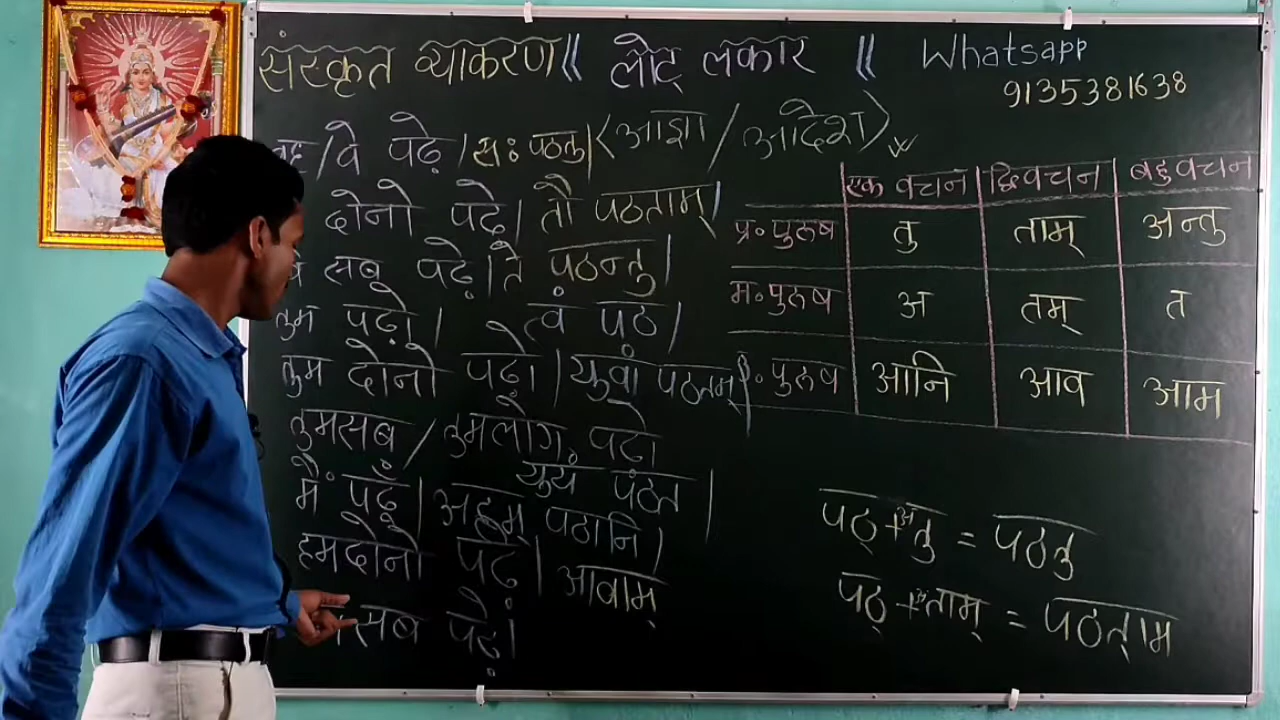 संस्कृत व्याकरण || लोट् लकार ||
Whatsapp
9135381638
/वे पढ़े। सः पठतु। (आज्ञा / आदेश)
दोनो पढ़े। तौ पठताम्।
सब पढ़े। ते पठन्तु।
तुम पढ़ो। त्वं पठ।
तुम दोनो पढ़ो। युवां पठतम्।
तुमसब / तुमलोग पढो
युयं पठत।
मैं पढ़ूँ। अहम् पठानि।
हमदोनो पढ़े। आवाम्
सब पढ़ें।
एक वचन द्विवचन बहुवचन
प्र॰ पुरुष तु ताम् अन्तु
म॰ पुरुष अ तम् त
पुरुष आनि आव आम
पठ् + अ तु = पठतु
पठ् + अ ताम् = पठत्ाम